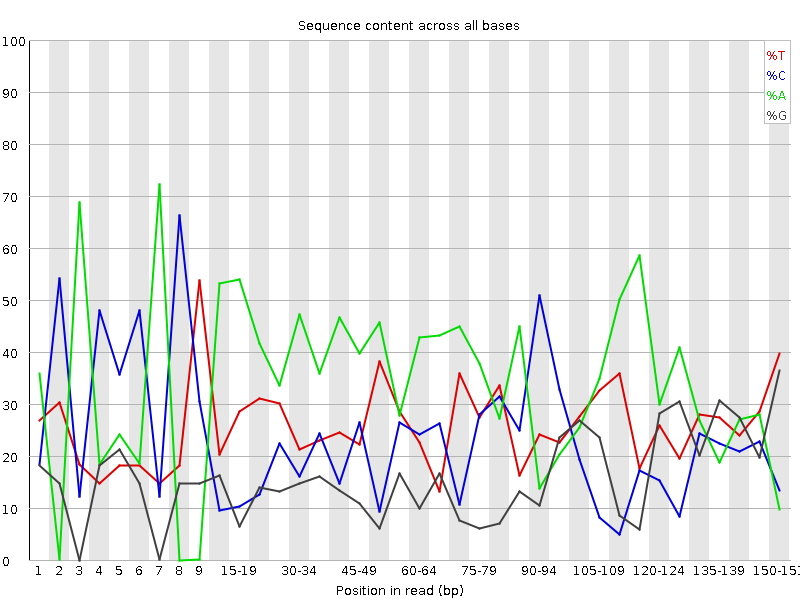 Sequence content across all bases
100
90
80
70
60
50
40
30
20
10
0
%T
%C
%A
%G
1 2 3 4 5 6 7 8 9 15-19 30-34 45-49 60-64 75-79 90-94 105-109 120-124 135-139 150-151
Position in read (bp)